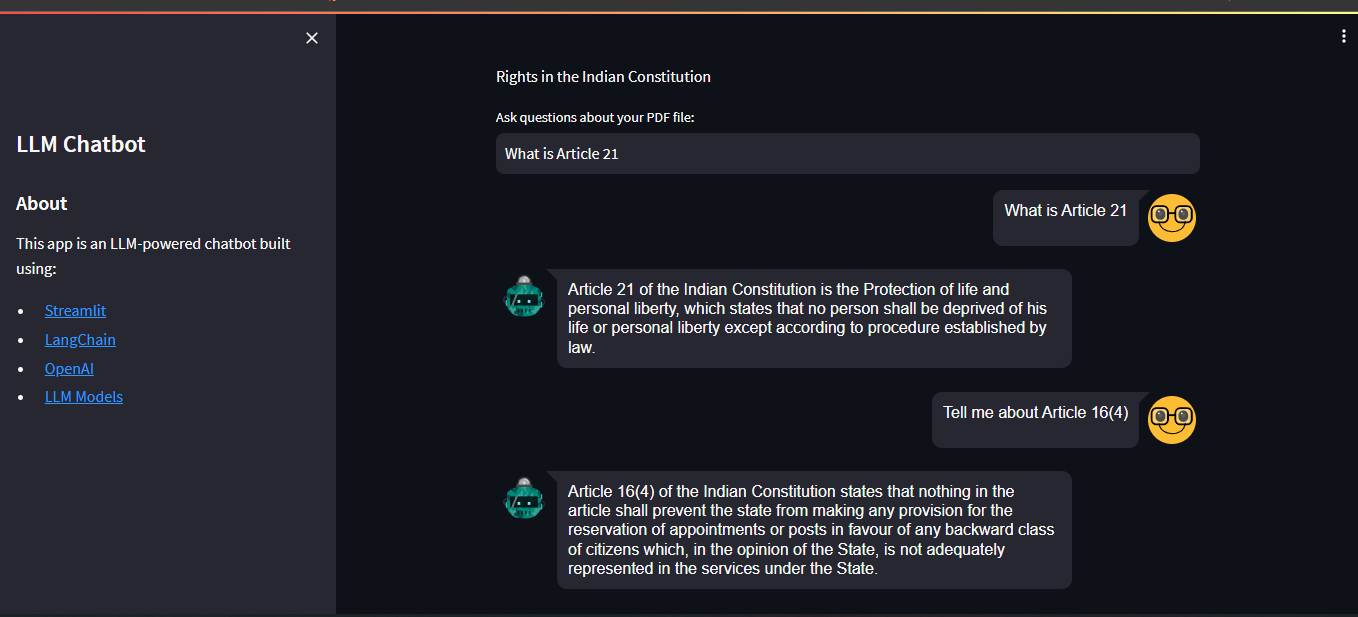 LLM Chatbot
About
This app is an LLM-powered chatbot built
using:
Streamlit
LangChain
OpenAI
LLM Models
Rights in the Indian Constitution
Ask questions about your PDF file:
What is Article 21
What is Article 21
Article 21 of the Indian Constitution is the Protection of life and
personal liberty, which states that no person shall be deprived of his
life or personal liberty except according to procedure established by
law.
Tell me about Article 16(4)
Article 16(4) of the Indian Constitution states that nothing in the
article shall prevent the state from making any provision for the
reservation of appointments or posts in favour of any backward class
of citizens which, in the opinion of the State, is not adequately
represented in the services under the State.